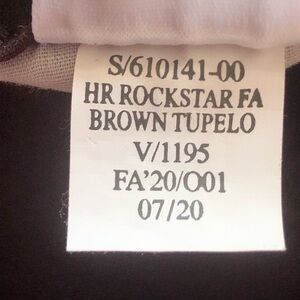 S/610141-00
HR ROCKSTAR FA
BROWN TUPELO
V/1195
FA'20/O01
07/20